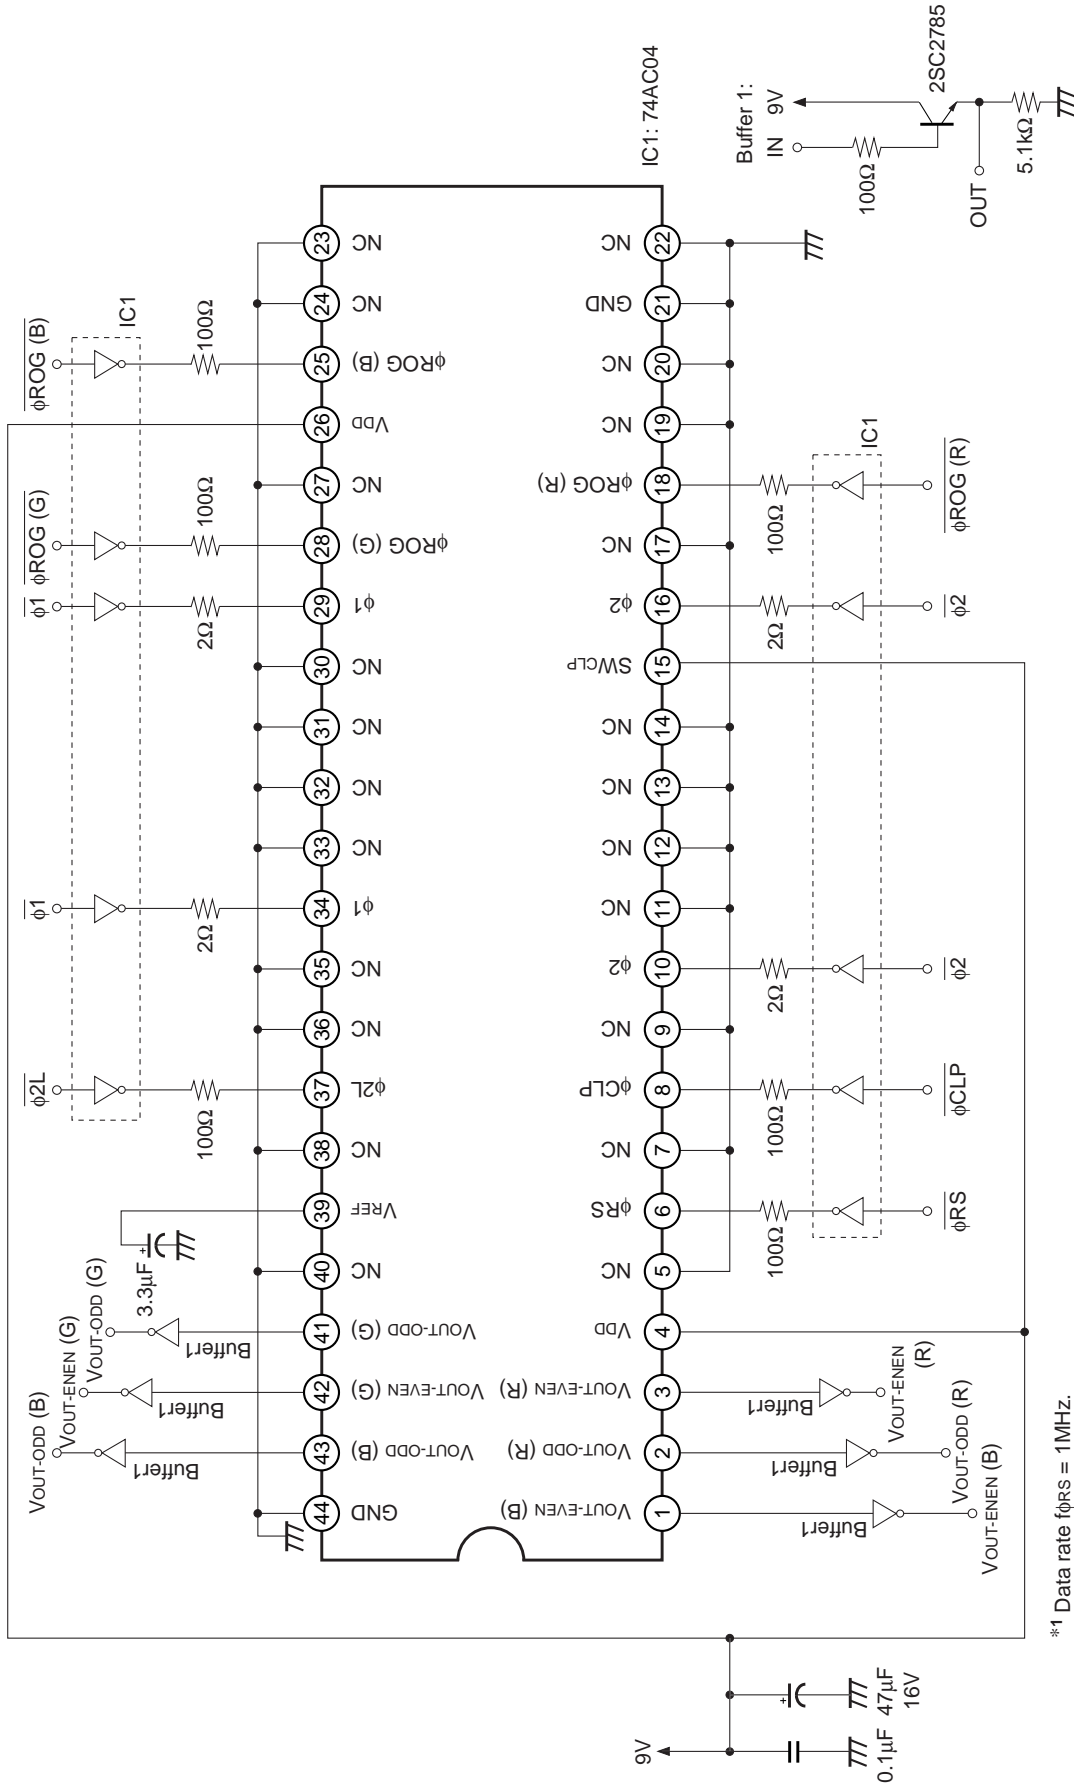 IC1: 74AC04
Buffer 1:
IN
9V
100Ω
2SC2785
OUT
5.1kΩ
VOUT-ODD (B)
VOUT-ENEN (G)
VOUT-ODD (G)
3.3µF
+
φ2L
φ1
φ1
φROG (G)
φROG (B)
IC1
100Ω
2Ω
2Ω
100Ω
100Ω
Buffer1
Buffer1
Buffer1
44
43
42
41
40
39
38
37
36
35
34
33
32
31
30
29
28
27
26
25
24
23
GND
VOUT-ODD (B)
VOUT-EVEN (G)
VOUT-ODD (G)
NC
VREF
NC
φ2L
NC
NC
φ1
NC
NC
NC
NC
φ1
φROG (G)
NC
VDD
φROG (B)
NC
NC
VOUT-EVEN (B)
VOUT-ODD (R)
VOUT-EVEN (R)
VDD
NC
φRS
NC
φCLP
NC
φ2
NC
NC
NC
NC
SWCLP
φ2
NC
φROG (R)
NC
NC
GND
NC
1
2
3
4
5
6
7
8
9
10
11
12
13
14
15
16
17
18
19
20
21
22
Buffer1
Buffer1
Buffer1
100Ω
100Ω
2Ω
2Ω
100Ω
IC1
φRS
φCLP
φ2
φ2
φROG (R)
VOUT-ENEN (B)
VOUT-ODD (R)
VOUT-ENEN
(R)
9V
0.1µF
+
47µF
16V
*1 Data rate fφRS = 1MHz.